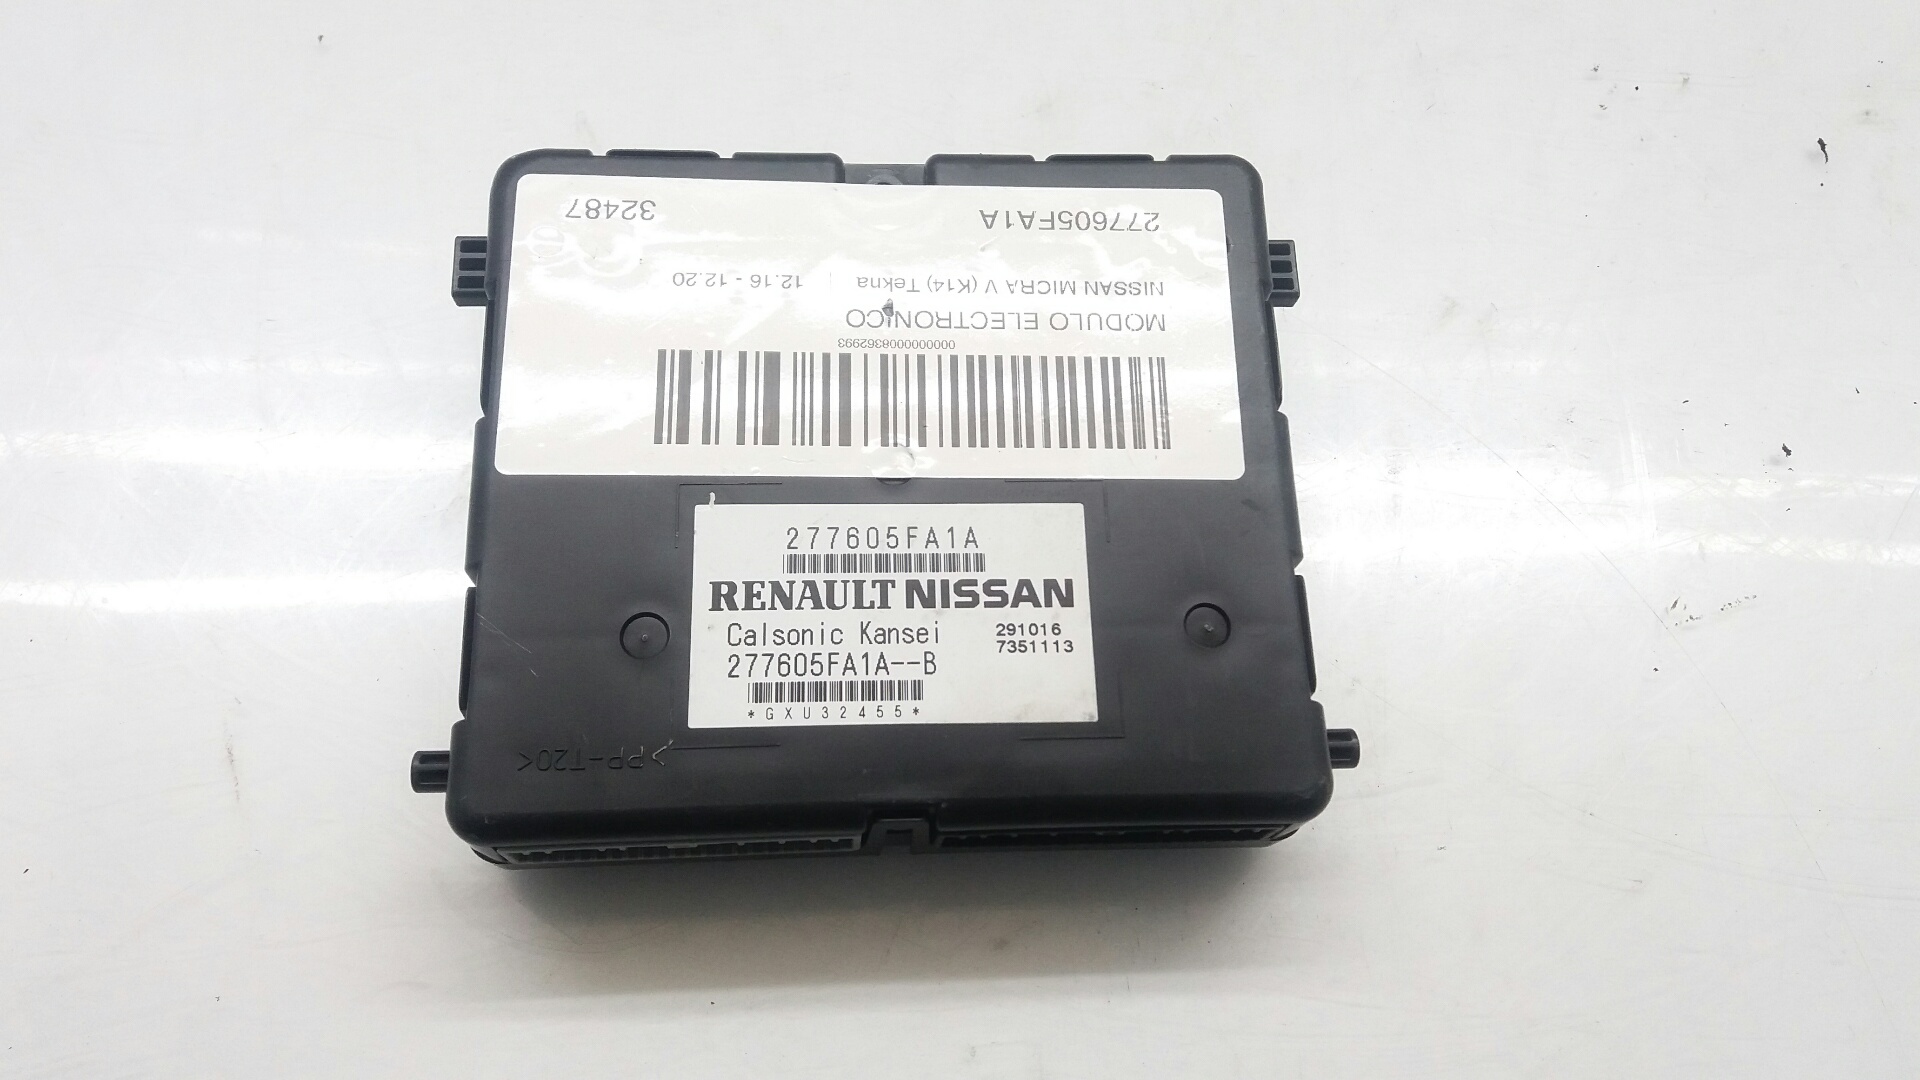 32487
277605FA1A
NISSAN MICRA V (K14) Tekna | 12.16 - 12.20
MODULO ELECTRONICO
000000000008362993
277605FA1A
RENAULT NISSAN
Calsonic Kansei
291016
7351113
277605FA1A--B
*GXU32455*
>PP-T20<